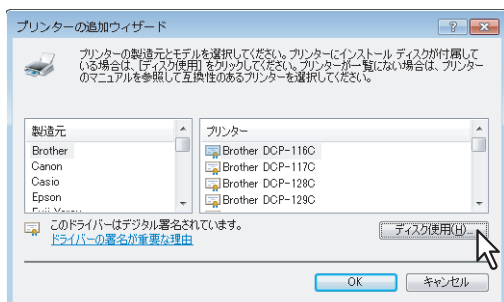 プリンターの追加ウィザード
プリンターの製造元とモデルを選択してください。プリンターにインストール ディスクが付属して
いる場合は、[ディスク使用] をクリックしてください。プリンターが一覧にない場合は、プリンター
のマニュアルを参照して互換性のあるプリンターを選択してください。
製造元
Brother
Canon
Casio
Epson
プリンター
Brother DCP-116C
Brother DCP-117C
Brother DCP-128C
Brother DCP-129C
このドライバーはデジタル署名されています。
ドライバーの署名が重要な理由
ディスク使用(H)...
OK
キャンセル